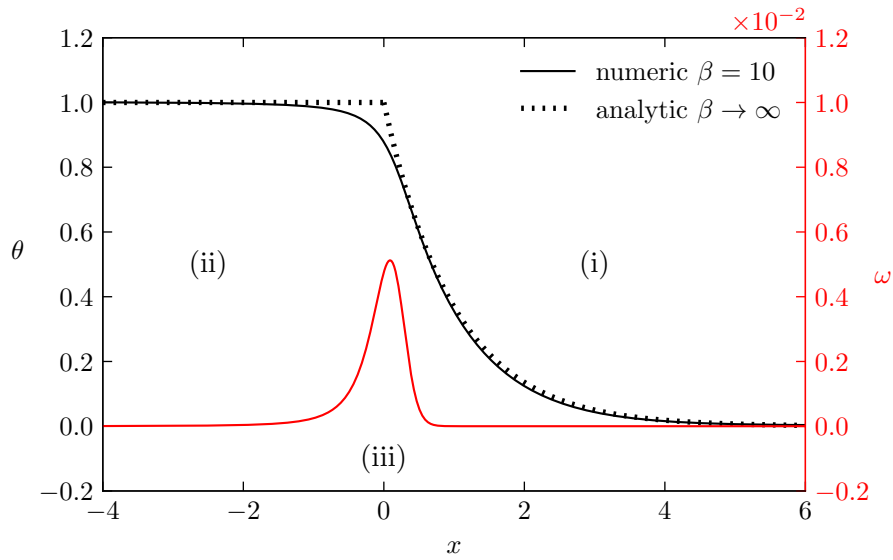 ×10⁻²
1.2 1.2
numeric β = 10
1.0 1.0
analytic β → ∞
0.8 0.8
0.6 0.6
θ (ii) (i) ω
0.4 0.4
0.2 0.2
0.0 0.0
(iii)
−0.2 −0.2
−4 −2 0 2 4 6
x